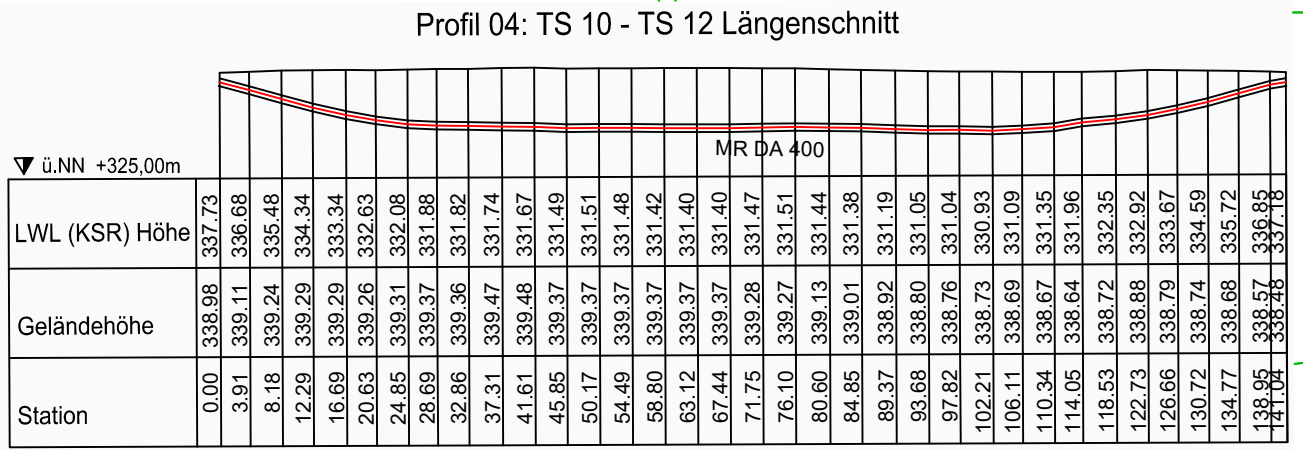 Profil 04: TS 10 - TS 12 Längenschnitt
MR DA 400
ü.NN +325,00m
LWL (KSR) Höhe 337.73 336.68 335.48 334.34 333.34 332.63 332.08 331.88 331.82 331.74 331.67 331.49 331.51 331.48 331.42 331.40 331.40 331.47 331.51 331.44 331.38 331.19 331.05 331.04 330.93 331.09 331.35 331.96 332.35 332.92 333.67 334.59 335.72 336.85 337.18
Geländehöhe 338.98 339.11 339.24 339.29 339.29 339.26 339.31 339.37 339.36 339.47 339.48 339.37 339.37 339.37 339.37 339.37 339.37 339.28 339.27 339.13 339.01 338.92 338.80 338.76 338.73 338.69 338.67 338.64 338.72 338.88 338.79 338.74 338.68 338.57 338.48
Station 0.00 3.91 8.18 12.29 16.69 20.63 24.85 28.69 32.86 37.31 41.61 45.85 50.17 54.49 58.80 63.12 67.44 71.75 76.10 80.60 84.85 89.37 93.68 97.82 102.21 106.11 110.34 114.05 118.53 122.73 126.66 130.72 134.77 138.95 141.04